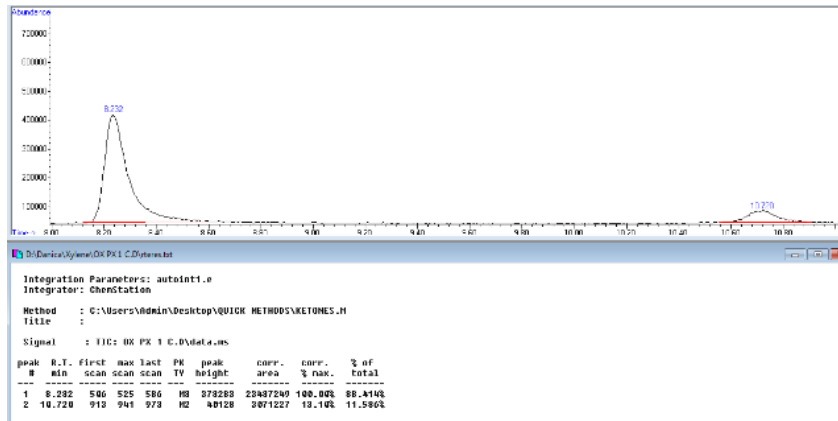 Abundance
700000
600000
500000
400000
300000
200000
100000
8.232
10.720
Time->
8.00 8.20 8.40 8.60 8.80 9.00 9.20 9.40 9.60 9.80 10.00 10.20 10.40 10.60 10.80
D:\Danica\Xylene\OX PX 1 C.D\rteres.txt
Integration Parameters: autoint1.e
Integrator: ChemStation
Method : C:\Users\Admin\Desktop\QUICK METHODS\KETONES.M
Title :
Signal : TIC: OX PX 1 C.D\data.ms
peak R.T. first max last PK peak corr. corr. % of
# min scan scan scan TY height area % max. total
1 8.232 506 525 586 M8 378283 23487249 100.00% 88.414%
2 10.720 913 941 973 M2 40128 3071227 13.10% 11.586%